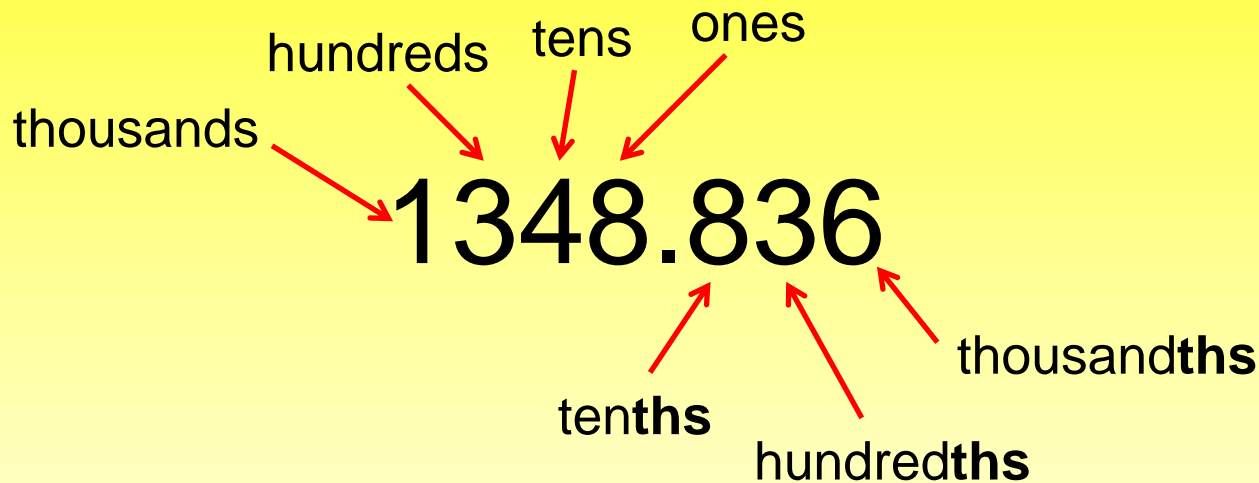 ones
tens
hundreds
thousands
1348.836
thousandths
tenths
hundredths